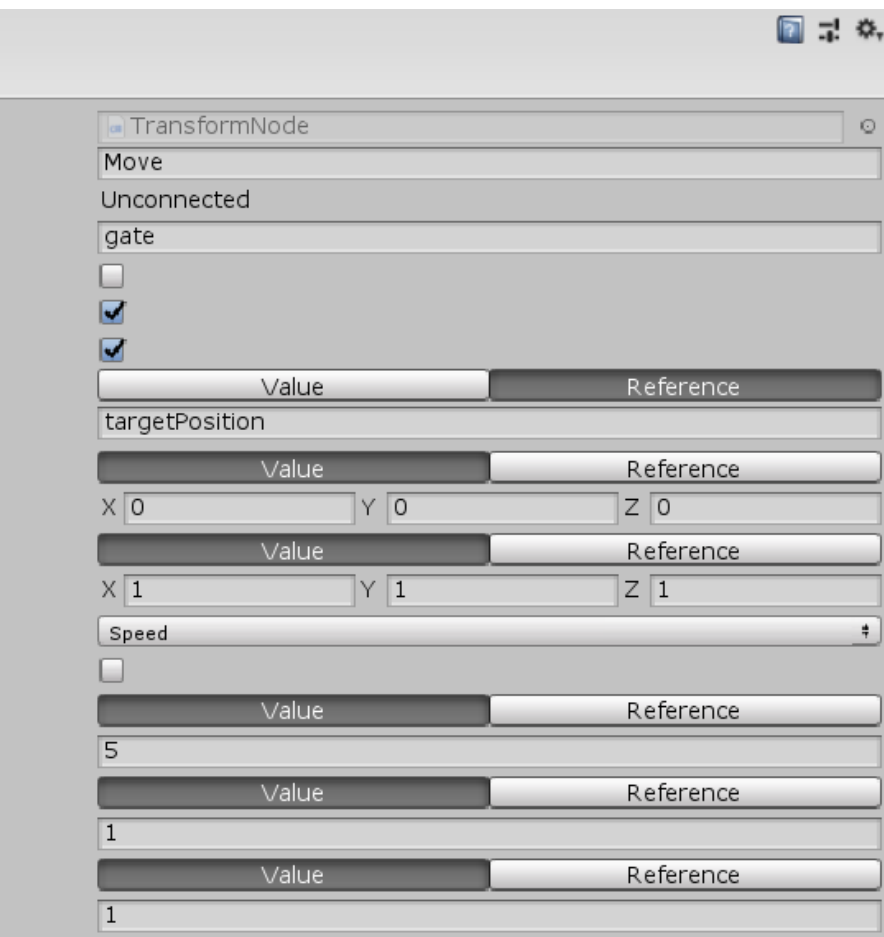 TransformNode
Move
Unconnected
gate
Value Reference
targetPosition
Value Reference
X 0 Y 0 Z 0
Value Reference
X 1 Y 1 Z 1
Speed
Value Reference
5
Value Reference
1
Value Reference
1